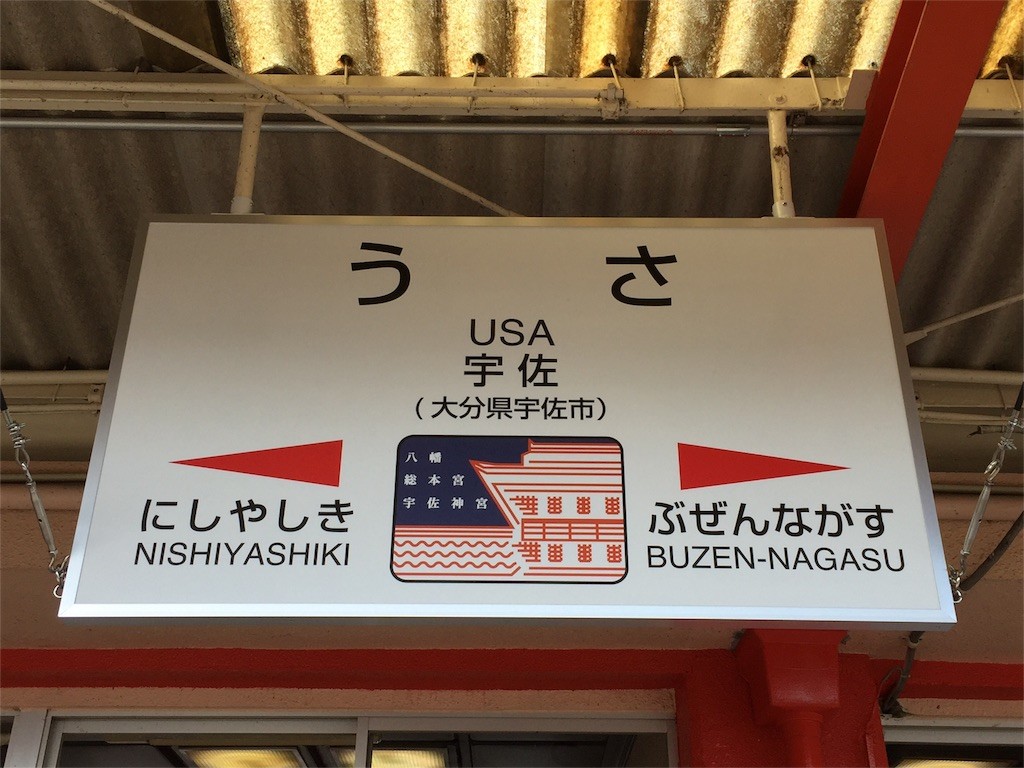 うさ
USA
宇佐
(大分県宇佐市)
八幡
総本宮
宇佐神宮
にしやしき
NISHIYASHIKI
ぶぜんながす
BUZEN-NAGASU